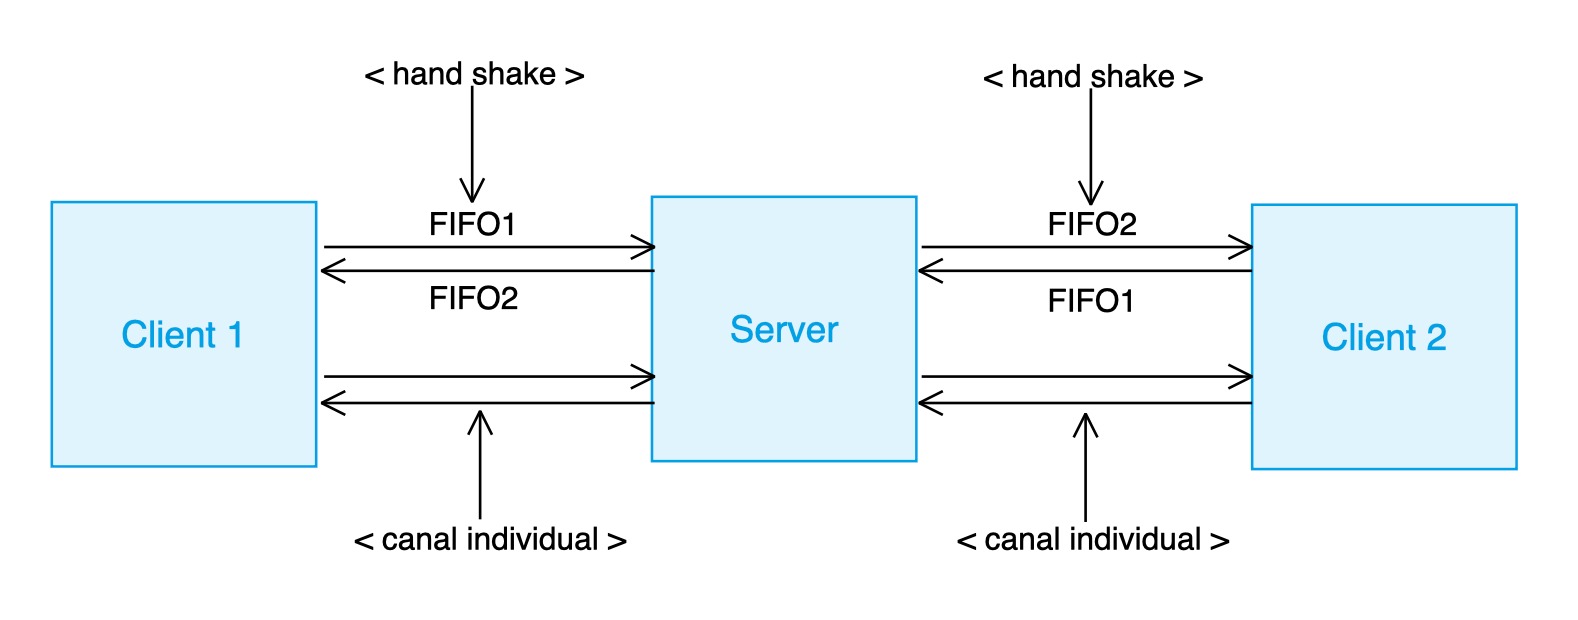 < hand shake >
< hand shake >
FIFO1
FIFO2
FIFO2
FIFO1
Client 1
Server
Client 2
< canal individual >
< canal individual >